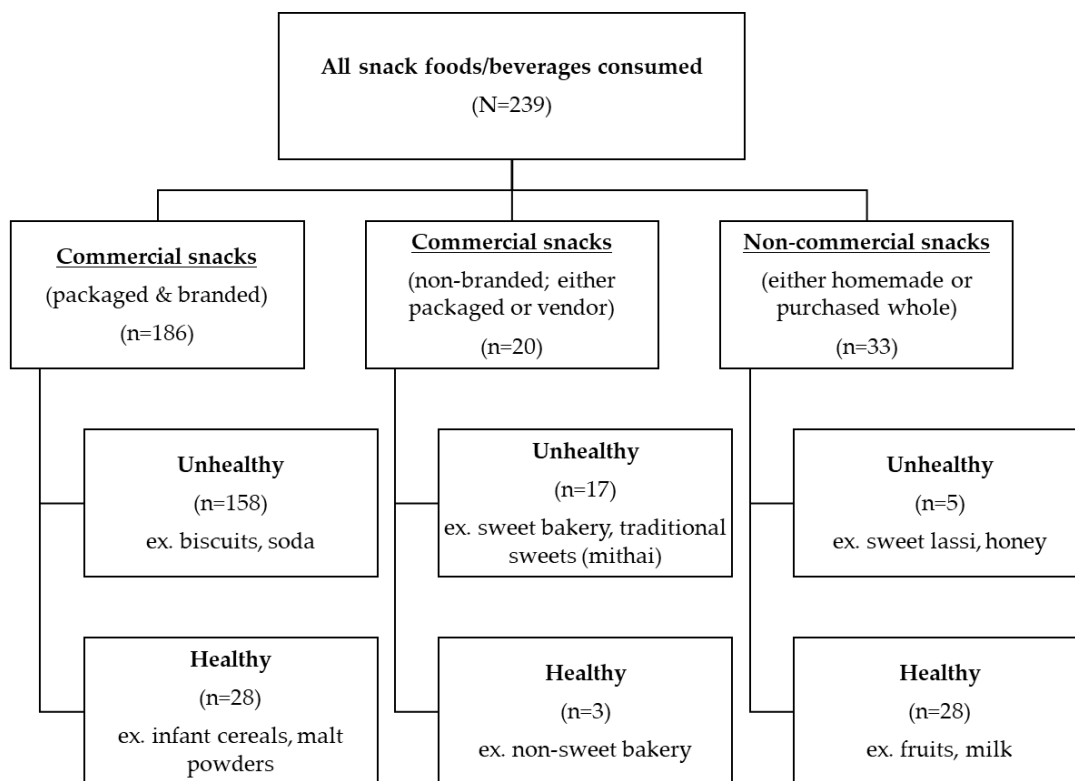 All snack foods/beverages consumed
(N=239)
Commercial snacks
(packaged & branded)
(n=186)
Commercial snacks
(non-branded; either
packaged or vendor)
(n=20)
Non-commercial snacks
(either homemade or
purchased whole)
(n=33)
Unhealthy
(n=158)
ex. biscuits, soda
Unhealthy
(n=17)
ex. sweet bakery, traditional
sweets (mithai)
Unhealthy
(n=5)
ex. sweet lassi, honey
Healthy
(n=28)
ex. infant cereals, malt
powders
Healthy
(n=3)
ex. non-sweet bakery
Healthy
(n=28)
ex. fruits, milk